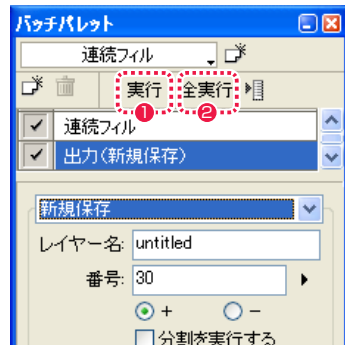 バッチパレット
連続フィル
実行 全実行
❶ ❷
連続フィル
出力(新規保存)
新規保存
レイヤー名: untitled
番号: 30
+ -
分割を実行する